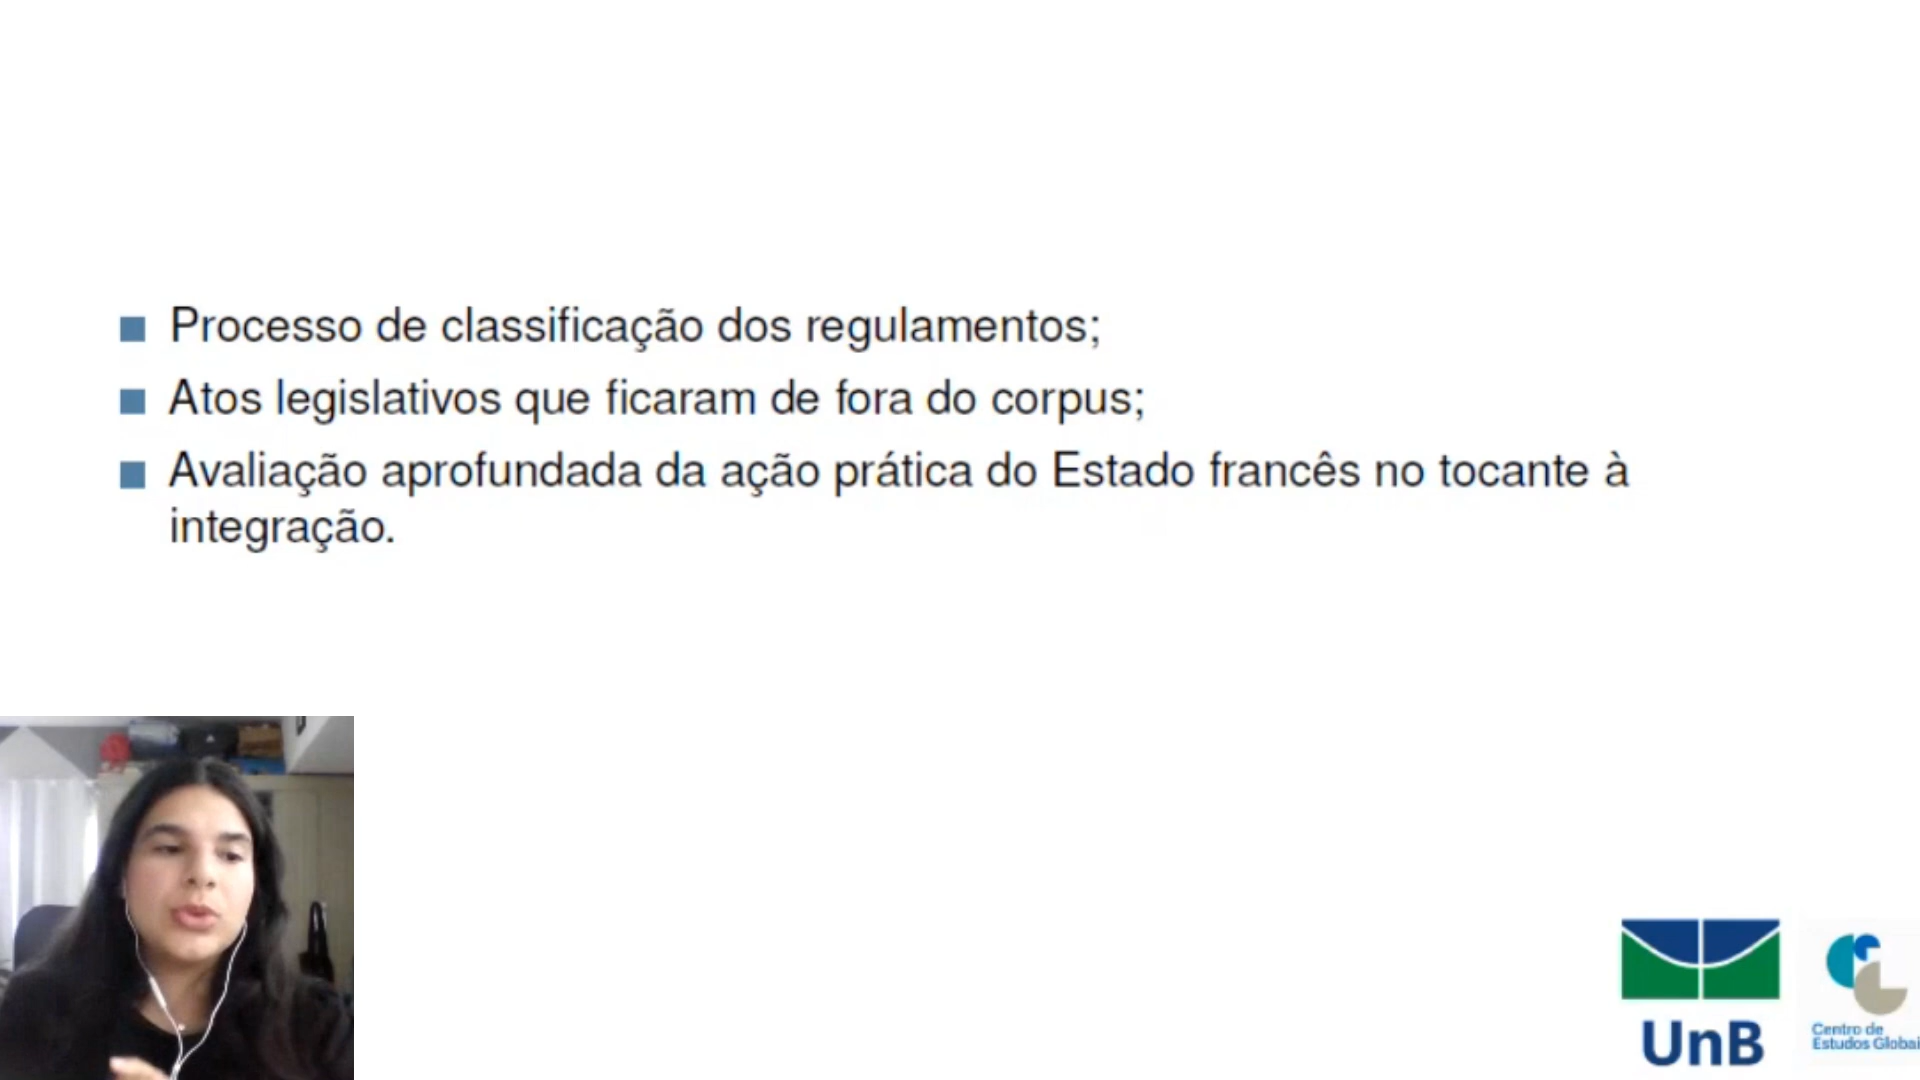 Processo de classificação dos regulamentos;
Atos legislativos que ficaram de fora do corpus;
Avaliação aprofundada da ação prática do Estado francês no tocante à
integração.
UnB
Centro de
Estudos Globai